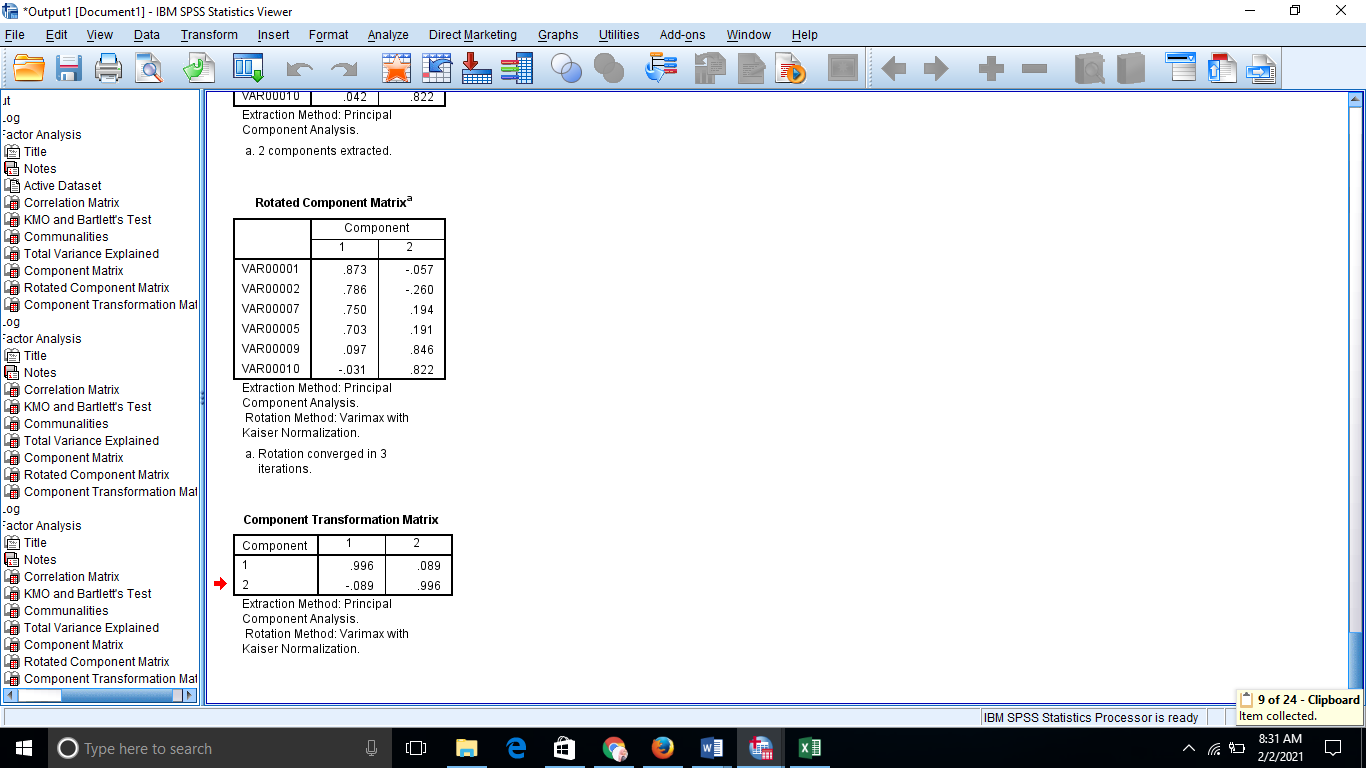 *Output1 [Document1] - IBM SPSS Statistics Viewer
File Edit View Data Transform Insert Format Analyze Direct Marketing Graphs Utilities Add-ons Window Help
ut
Log
Factor Analysis
Title
Notes
Active Dataset
Correlation Matrix
KMO and Bartlett's Test
Communalities
Total Variance Explained
Component Matrix
Rotated Component Matrix
Component Transformation Mat
Log
Factor Analysis
Title
Notes
Correlation Matrix
KMO and Bartlett's Test
Communalities
Total Variance Explained
Component Matrix
Rotated Component Matrix
Component Transformation Mat
Log
Factor Analysis
Title
Notes
Correlation Matrix
KMO and Bartlett's Test
Communalities
Total Variance Explained
Component Matrix
Rotated Component Matrix
Component Transformation Mat
VAR00010 .042 .822
Extraction Method: Principal
Component Analysis.
a. 2 components extracted.
Rotated Component Matrixa
Component
1 2
VAR00001 .873 -.057
VAR00002 .786 -.260
VAR00007 .750 .194
VAR00005 .703 .191
VAR00009 .097 .846
VAR00010 -.031 .822
Extraction Method: Principal
Component Analysis.
Rotation Method: Varimax with
Kaiser Normalization.
a. Rotation converged in 3
iterations.
Component Transformation Matrix
Component 1 2
1 .996 .089
2 -.089 .996
Extraction Method: Principal
Component Analysis.
Rotation Method: Varimax with
Kaiser Normalization.
9 of 24 - Clipboard
Item collected.
IBM SPSS Statistics Processor is ready
Type here to search
8:31 AM
2/2/2021